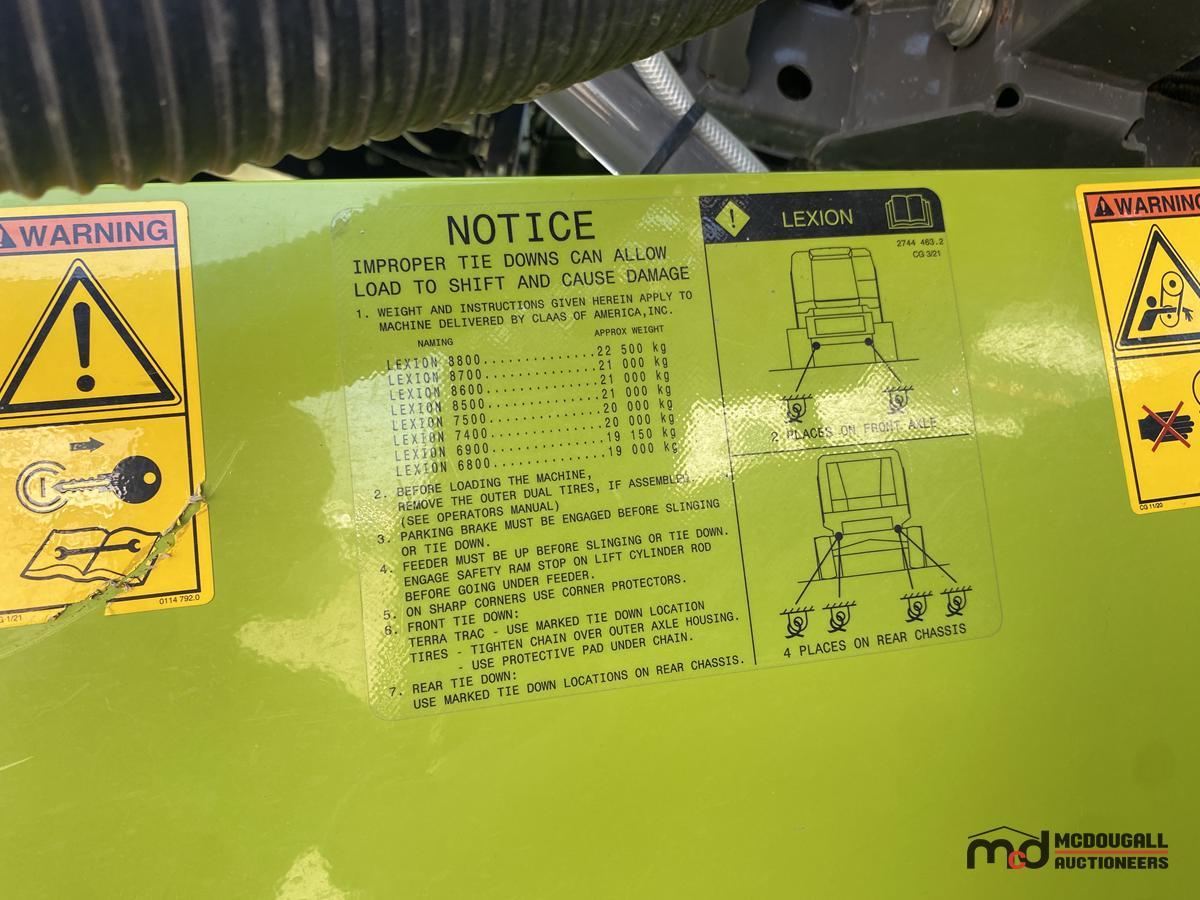 WARNING
G 1/21
0114 792.0
NOTICE
IMPROPER TIE DOWNS CAN ALLOW
LOAD TO SHIFT AND CAUSE DAMAGE
1. WEIGHT AND INSTRUCTIONS GIVEN HEREIN APPLY TO
MACHINE DELIVERED BY CLAAS OF AMERICA,INC.
NAMING APPROX WEIGHT
LEXION 8800..............22 500 kg
LEXION 8700..............21 000 kg
LEXION 8600..............21 000 kg
LEXION 8500..............21 000 kg
LEXION 7500..............20 000 kg
LEXION 7400..............20 000 kg
LEXION 6900..............19 150 kg
LEXION 6800..............19 000 kg
2. BEFORE LOADING THE MACHINE,
REMOVE THE OUTER DUAL TIRES, IF ASSEMBLED.
(SEE OPERATORS MANUAL)
3. PARKING BRAKE MUST BE ENGAGED BEFORE SLINGING
OR TIE DOWN.
4. FEEDER MUST BE UP BEFORE SLINGING OR TIE DOWN.
ENGAGE SAFETY RAM STOP ON LIFT CYLINDER ROD
BEFORE GOING UNDER FEEDER.
5. ON SHARP CORNERS USE CORNER PROTECTORS.
6. FRONT TIE DOWN:
TERRA TRAC - USE MARKED TIE DOWN LOCATION
TIRES - TIGHTEN CHAIN OVER OUTER AXLE HOUSING.
- USE PROTECTIVE PAD UNDER CHAIN.
7. REAR TIE DOWN:
USE MARKED TIE DOWN LOCATIONS ON REAR CHASSIS.
LEXION
2744 463.2
CG 3/21
2 PLACES ON FRONT AXLE
4 PLACES ON REAR CHASSIS
WARNING
CG 11/20
mcd MCDOUGALL
AUCTIONEERS